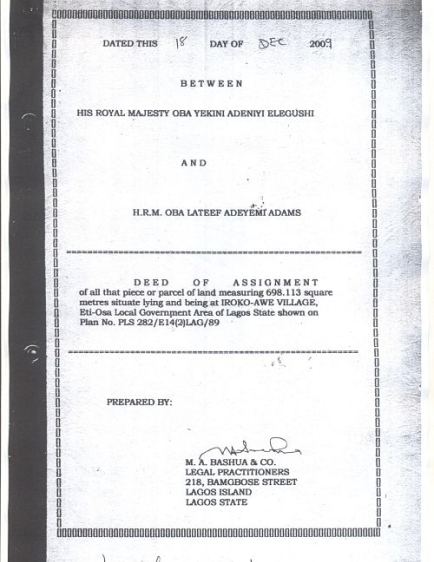 DATED THIS 18 DAY OF DEC 2009
BETWEEN
HIS ROYAL MAJESTY OBA YEKINI ADENIYI ELEGUSHI
AND
H.R.M. OBA LATEEF ADEYEMI ADAMS
DEED OF ASSIGNMENT
of all that piece or parcel of land measuring 698.113 square
metres situate lying and being at IROKO-AWE VILLAGE,
Eti-Osa Local Government Area of Lagos State shown on
Plan No. PLS 282/E14(2)LAG/89
PREPARED BY:
M. A. BASHUA & CO.
LEGAL PRACTITIONERS
218, BAMGBOSE STREET
LAGOS ISLAND
LAGOS STATE